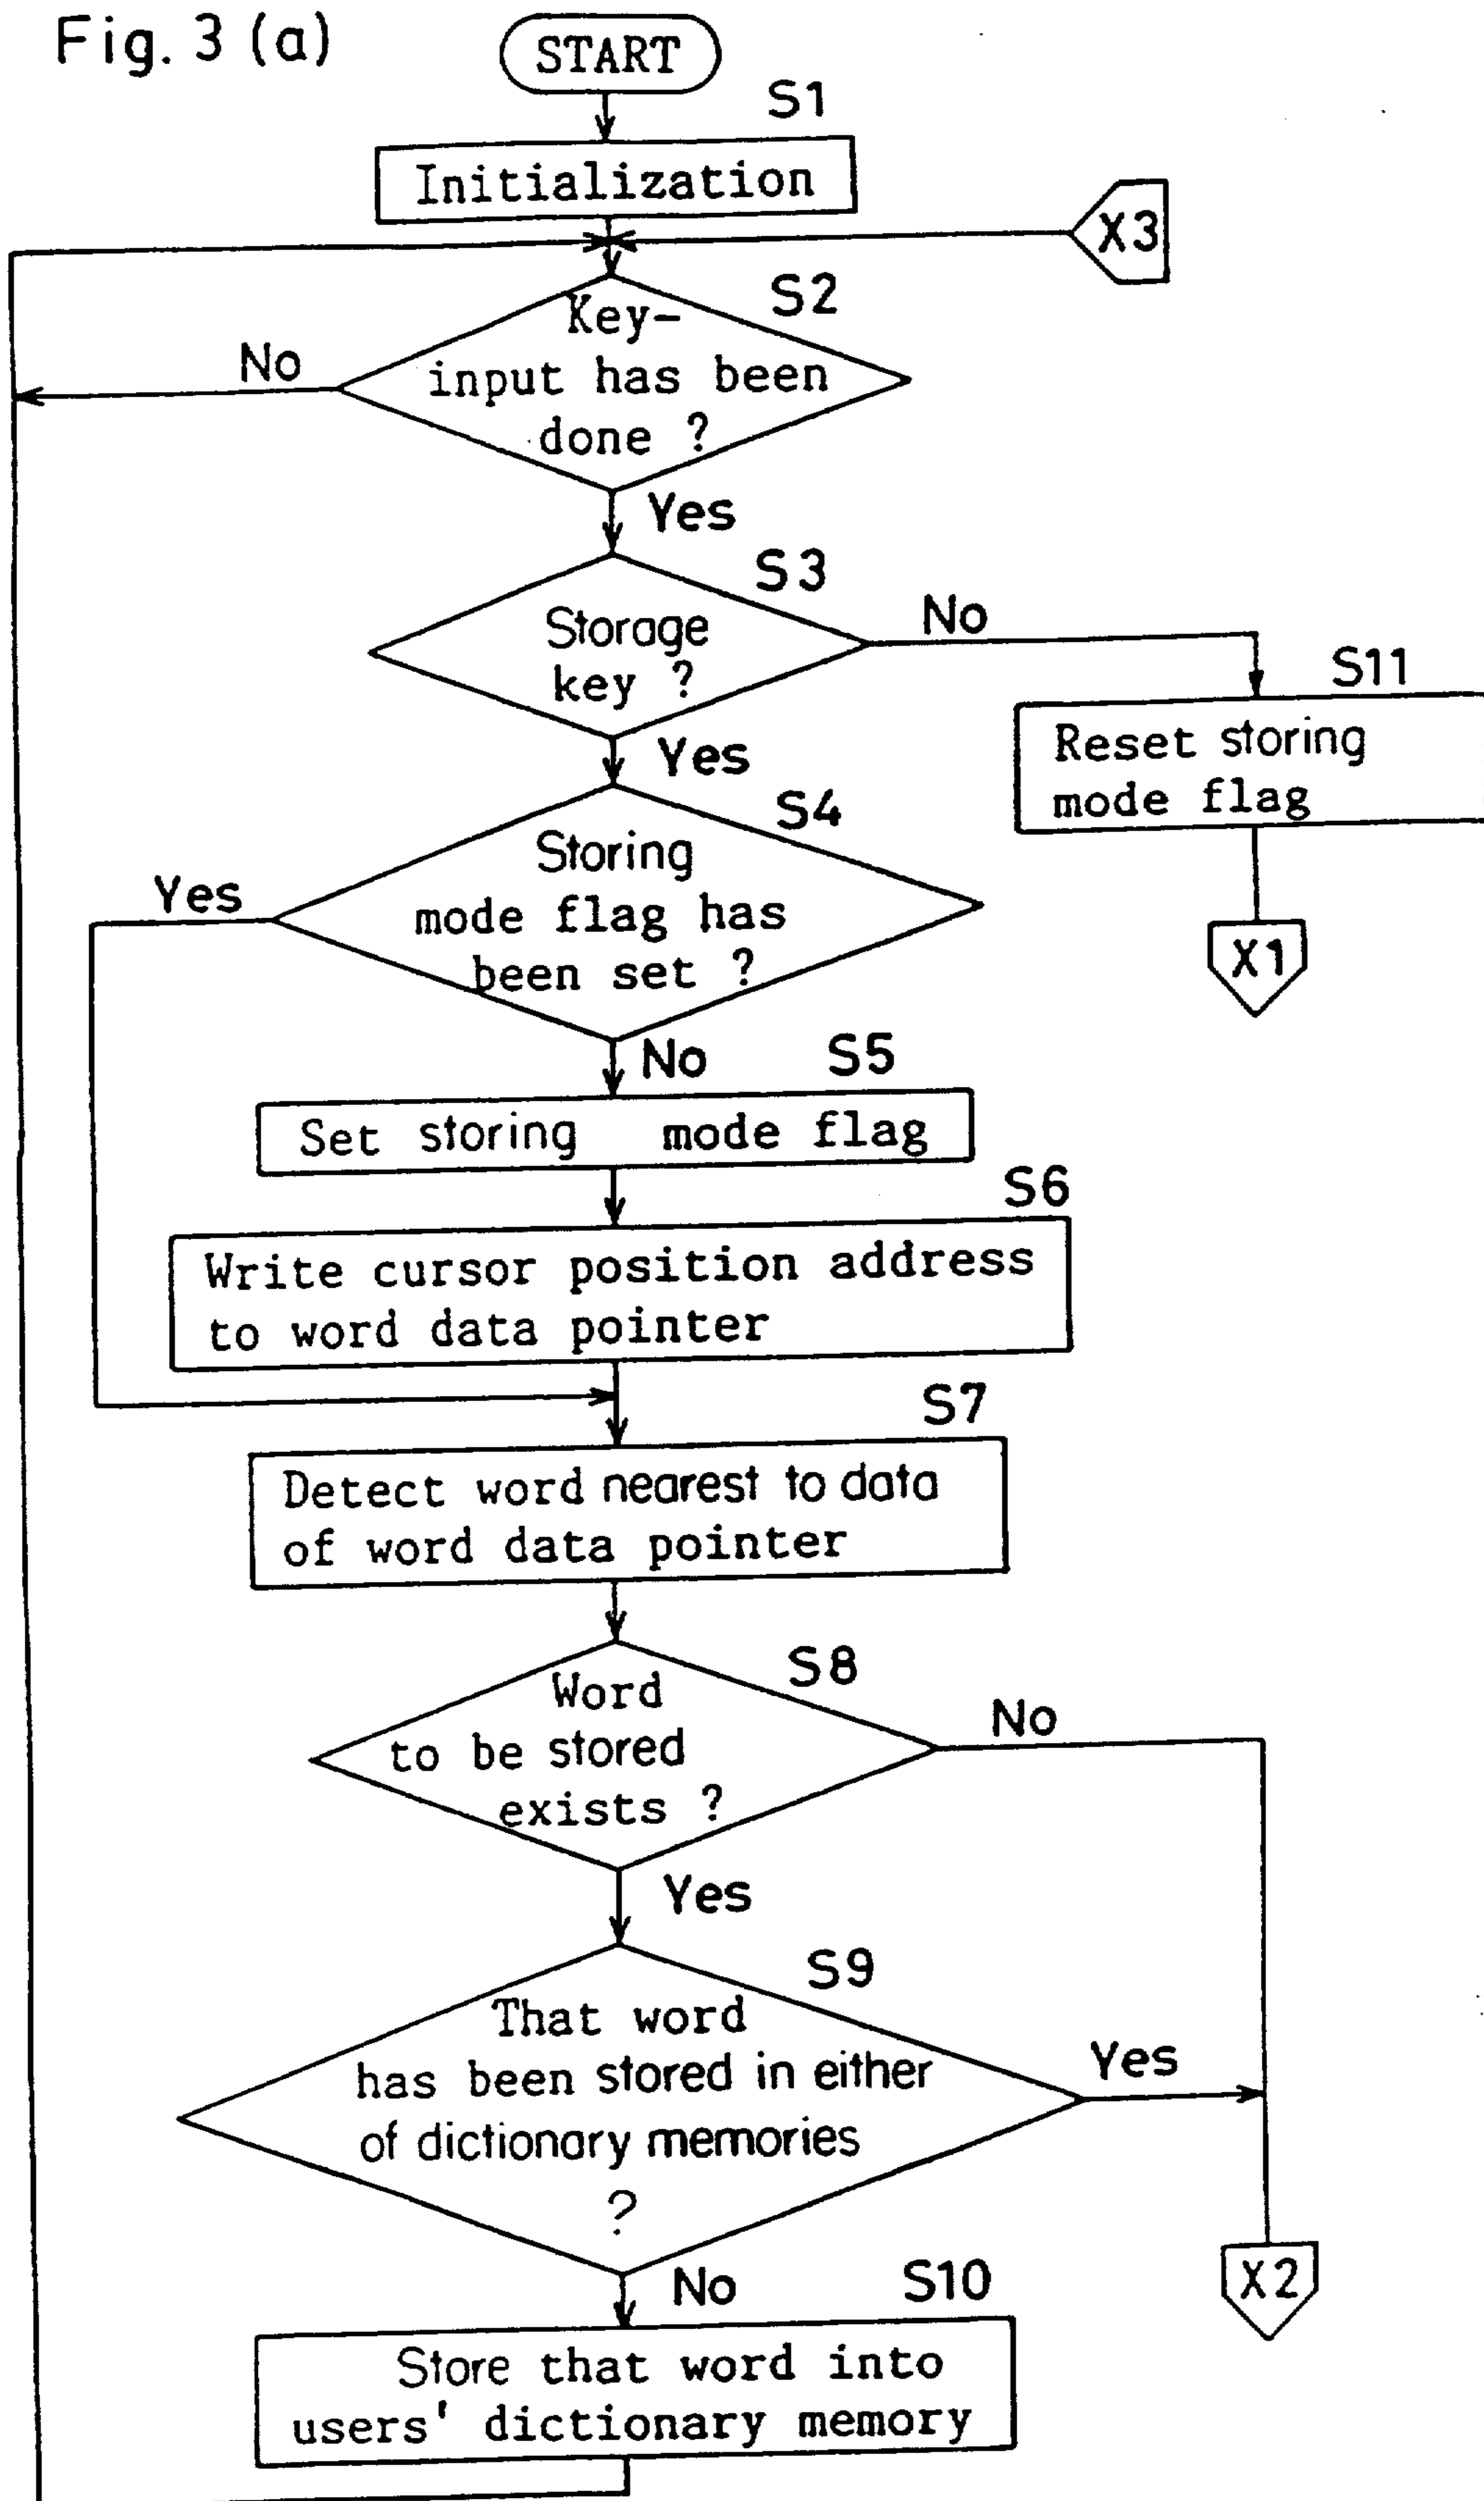 Fig. 3 (a)
START
S1
Initialization
X3
S2
Key-
input has been
done ?
No
Yes
S3
Storage
key ?
No
S11
Reset storing
mode flag
X1
Yes
S4
Storing
mode flag has
been set ?
Yes
No
S5
Set storing mode flag
S6
Write cursor position address
to word data pointer
S7
Detect word nearest to data
of word data pointer
S8
Word
to be stored
exists ?
No
Yes
S9
That word
has been stored in either
of dictionary memories
?
Yes
X2
No
S10
Store that word into
users' dictionary memory